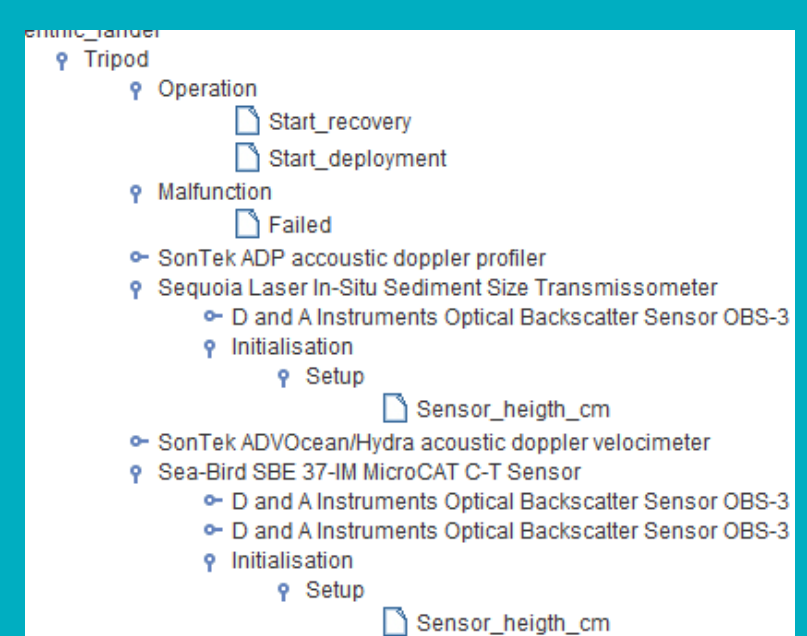 Tripod
Operation
Start_recovery
Start_deployment
Malfunction
Failed
SonTek ADP accoustic doppler profiler
Sequoia Laser In-Situ Sediment Size Transmissometer
D and A Instruments Optical Backscatter Sensor OBS-3
Initialisation
Setup
Sensor_heigth_cm
SonTek ADVOcean/Hydra acoustic doppler velocimeter
Sea-Bird SBE 37-IM MicroCAT C-T Sensor
D and A Instruments Optical Backscatter Sensor OBS-3
D and A Instruments Optical Backscatter Sensor OBS-3
Initialisation
Setup
Sensor_heigth_cm